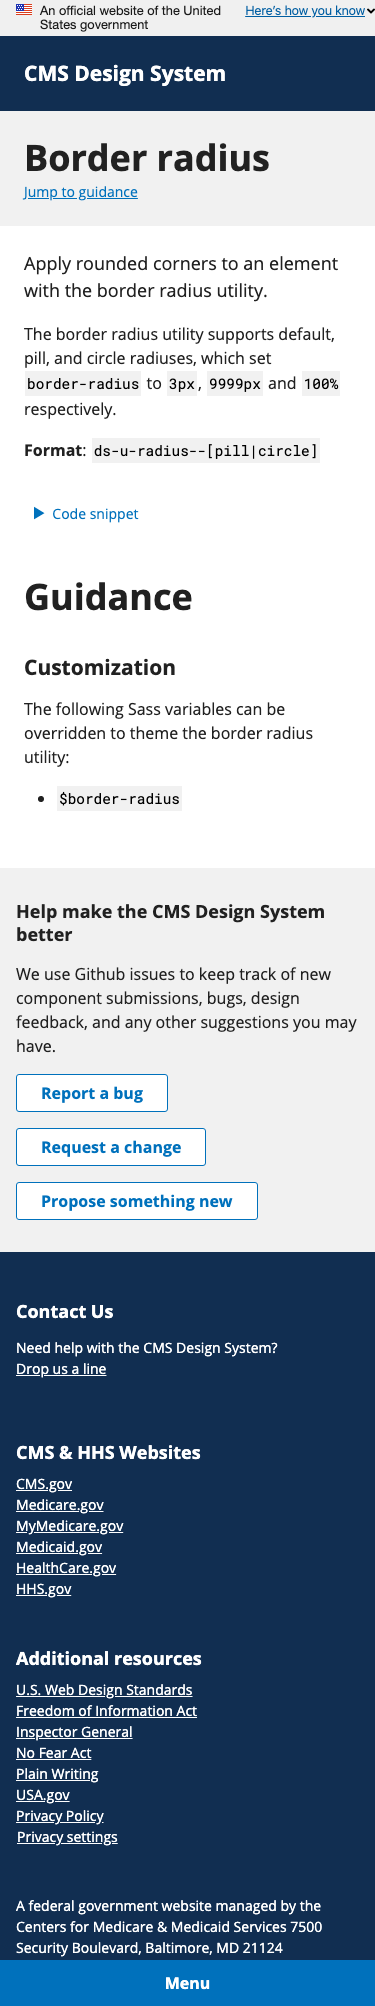 An official website of the United
States government
Here's how you know
CMS Design System
Border radius
Jump to guidance
Apply rounded corners to an element
with the border radius utility.
The border radius utility supports default,
pill, and circle radiuses, which set
border-radius to 3px, 9999px and 100%
respectively.
Format: ds-u-radius--[pill|circle]
Code snippet
Guidance
Customization
The following Sass variables can be
overridden to theme the border radius
utility:
$border-radius
Help make the CMS Design System
better
We use Github issues to keep track of new
component submissions, bugs, design
feedback, and any other suggestions you may
have.
Report a bug
Request a change
Propose something new
Contact Us
Need help with the CMS Design System?
Drop us a line
CMS & HHS Websites
CMS.gov
Medicare.gov
MyMedicare.gov
Medicaid.gov
HealthCare.gov
HHS.gov
Additional resources
U.S. Web Design Standards
Freedom of Information Act
Inspector General
No Fear Act
Plain Writing
USA.gov
Privacy Policy
Privacy settings
A federal government website managed by the
Centers for Medicare & Medicaid Services 7500
Security Boulevard, Baltimore, MD 21124
Menu